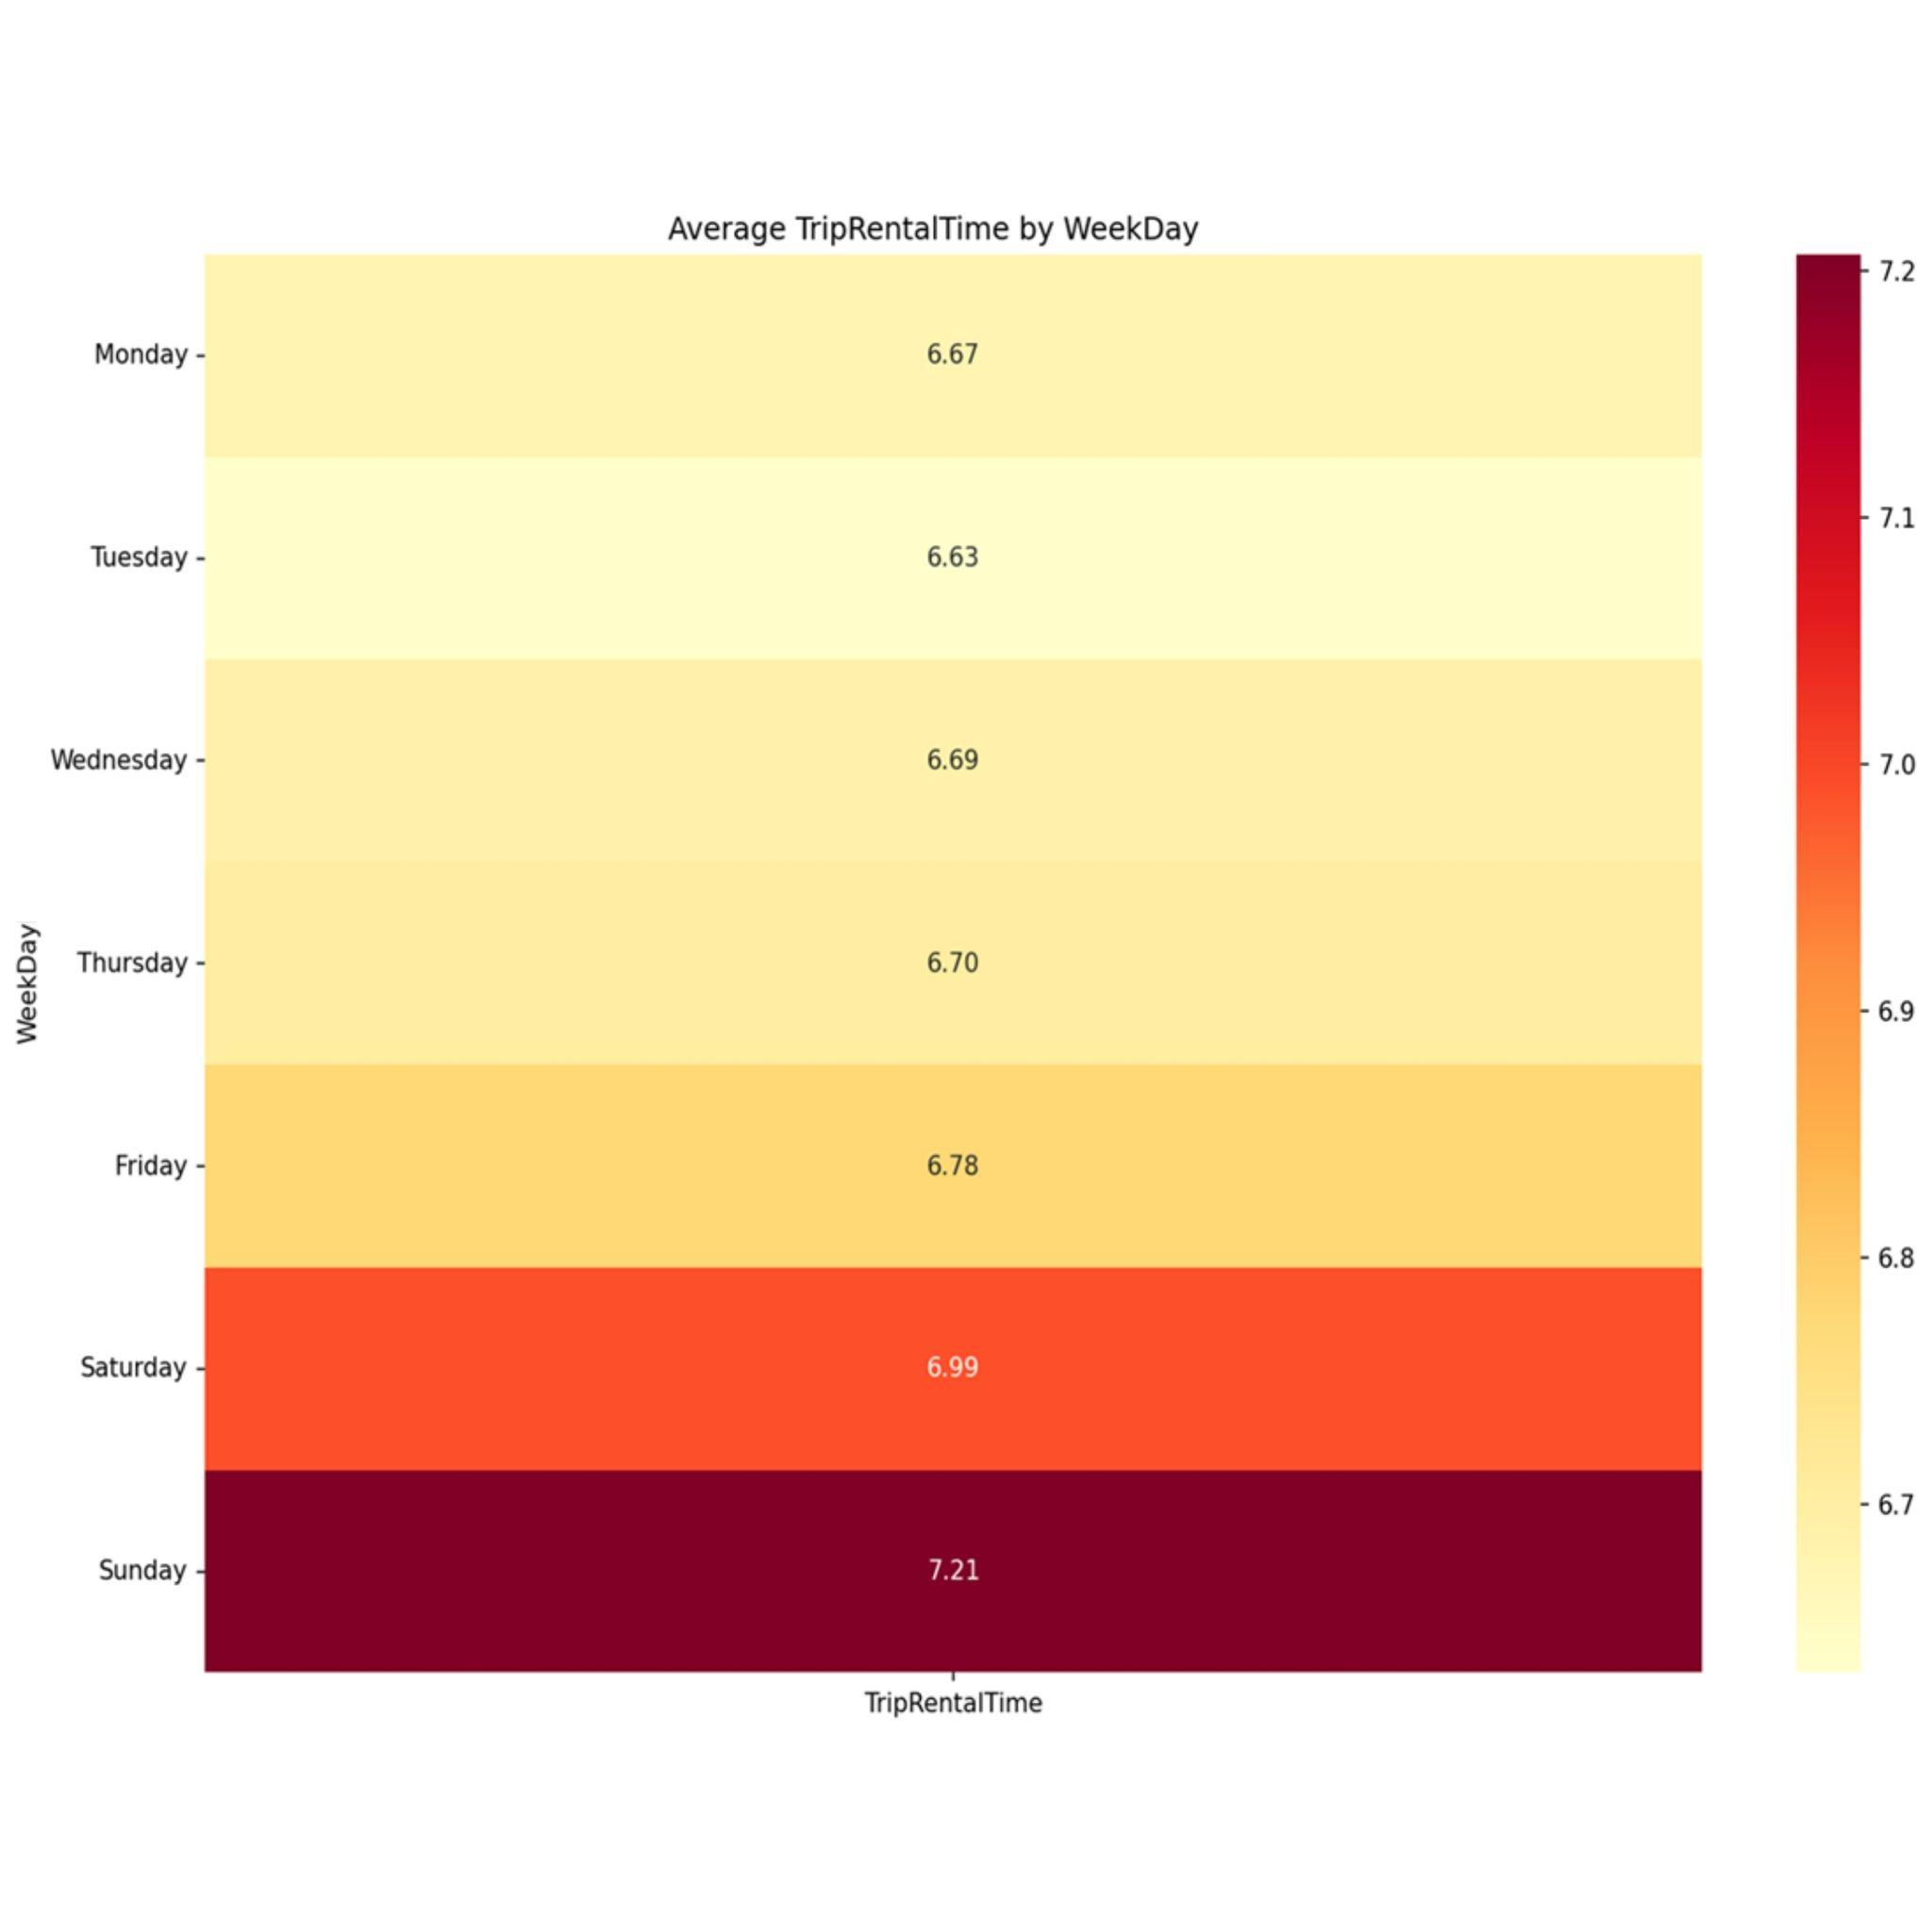 Average TripRentalTime by WeekDay
Monday 6.67
Tuesday 6.63
Wednesday 6.69
Thursday 6.70
Friday 6.78
Saturday 6.99
Sunday 7.21
WeekDay
TripRentalTime
7.2
7.1
7.0
6.9
6.8
6.7